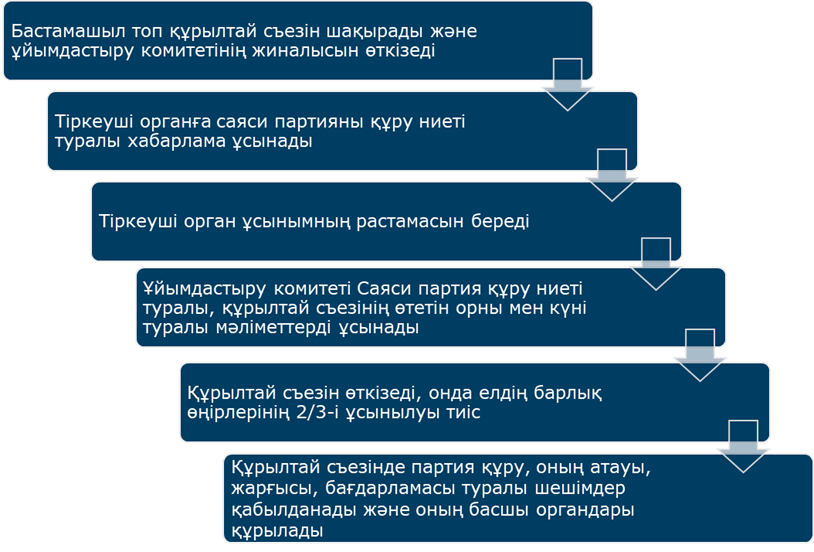 Бастамашыл топ құрылтай съезін шақырады және
ұйымдастыру комитетінің жиналысын өткізеді
Тіркеуші органға саяси партияны құру ниеті
туралы хабарлама ұсынады
Тіркеуші орган ұсынымның растамасын береді
Ұйымдастыру комитеті Саяси партия құру ниеті
туралы, құрылтай съезінің өтетін орны мен күні
туралы мәліметтерді ұсынады
Құрылтай съезін өткізеді, онда елдің барлық
өңірлерінің 2/3-і ұсынылуы тиіс
Құрылтай съезінде партия құру, оның атауы,
жарғысы, бағдарламасы туралы шешімдер
қабылданады және оның басшы органдары
құрылады